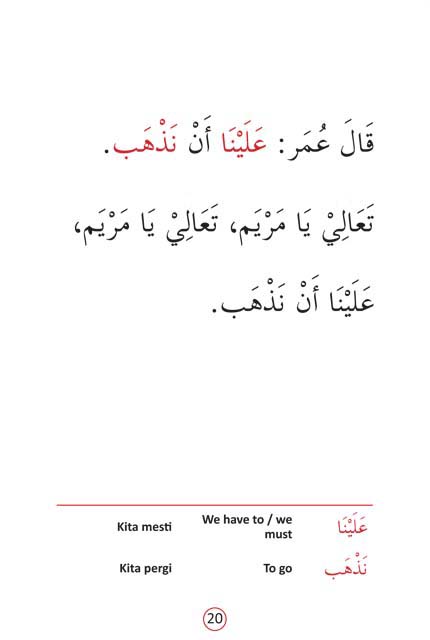 قَالَ عُمَر: عَلَيْنَا أَنْ نَذْهَب.
تَعَالِيْ يَا مَرْيَم، تَعَالِيْ يَا مَرْيَم،
عَلَيْنَا أَنْ نَذْهَب.
Kita mesti We have to / we must عَلَيْنَا
Kita pergi To go نَذْهَب
20